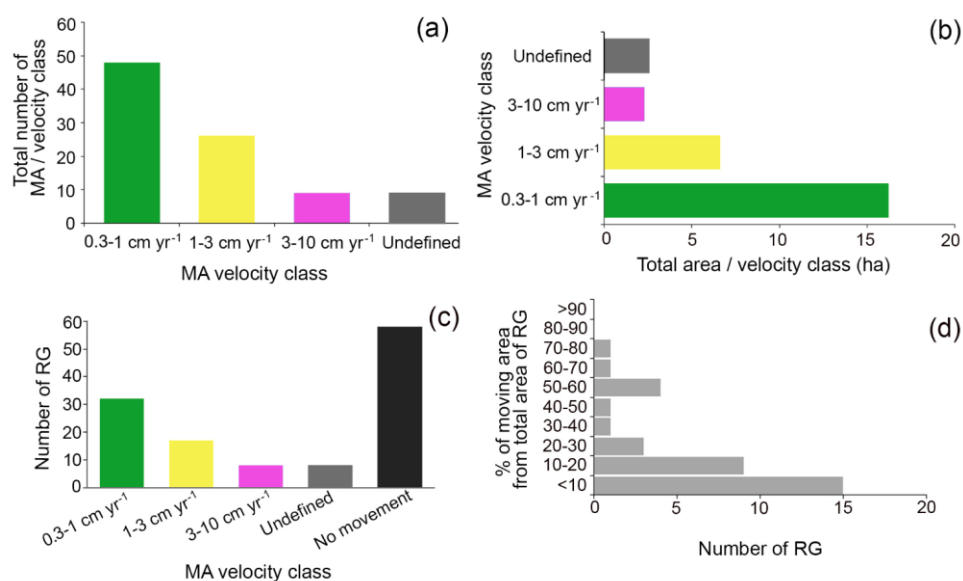 (a)
Total number of
MA / velocity class
60
50
40
30
20
10
0
0.3-1 cm yr⁻¹ 1-3 cm yr⁻¹ 3-10 cm yr⁻¹ Undefined
MA velocity class
(b)
MA velocity class
Undefined
3-10 cm yr⁻¹
1-3 cm yr⁻¹
0.3-1 cm yr⁻¹
0 5 10 15 20
Total area / velocity class (ha)
(c)
Number of RG
60
50
40
30
20
10
0
0.3-1 cm yr⁻¹ 1-3 cm yr⁻¹ 3-10 cm yr⁻¹ Undefined No movement
MA velocity class
(d)
% of moving area
from total area of RG
>90
80-90
70-80
60-70
50-60
40-50
30-40
20-30
10-20
<10
0 5 10 15 20
Number of RG